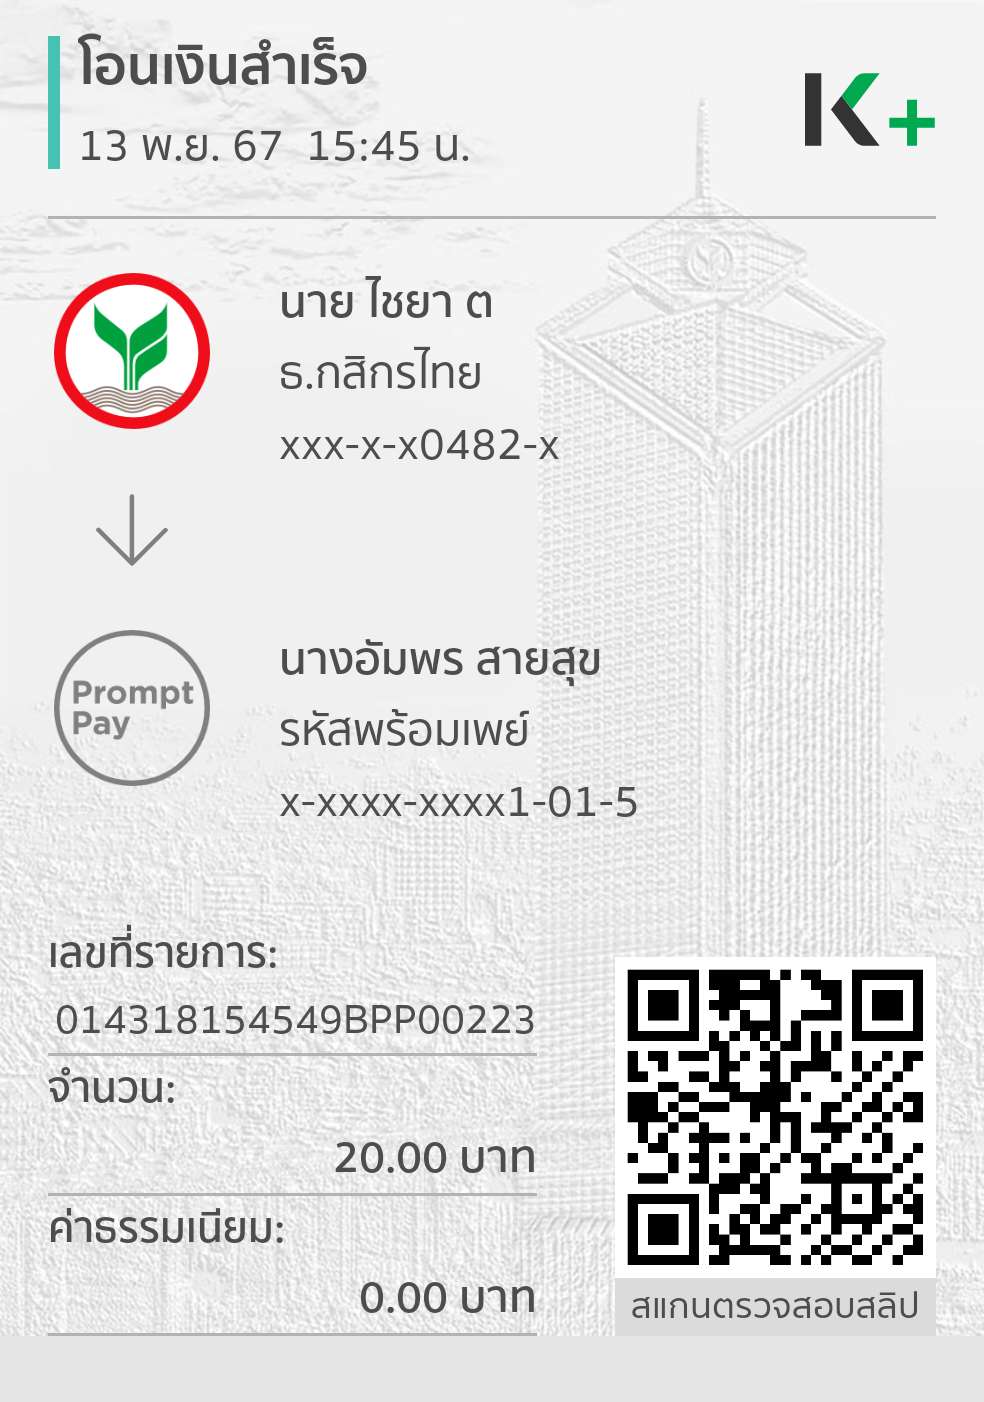 โอนเงินสำเร็จ
13 พ.ย. 67 15:45 น.
K+
นาย ไชยา ต
ธ.กสิกรไทย
xxx-x-x0482-x
Prompt
Pay
นางอัมพร สายสุข
รหัสพร้อมเพย์
x-xxxx-xxxx1-01-5
เลขที่รายการ:
014318154549BPP00223
จำนวน:
20.00 บาท
ค่าธรรมเนียม:
0.00 บาท
สแกนตรวจสอบสลิป